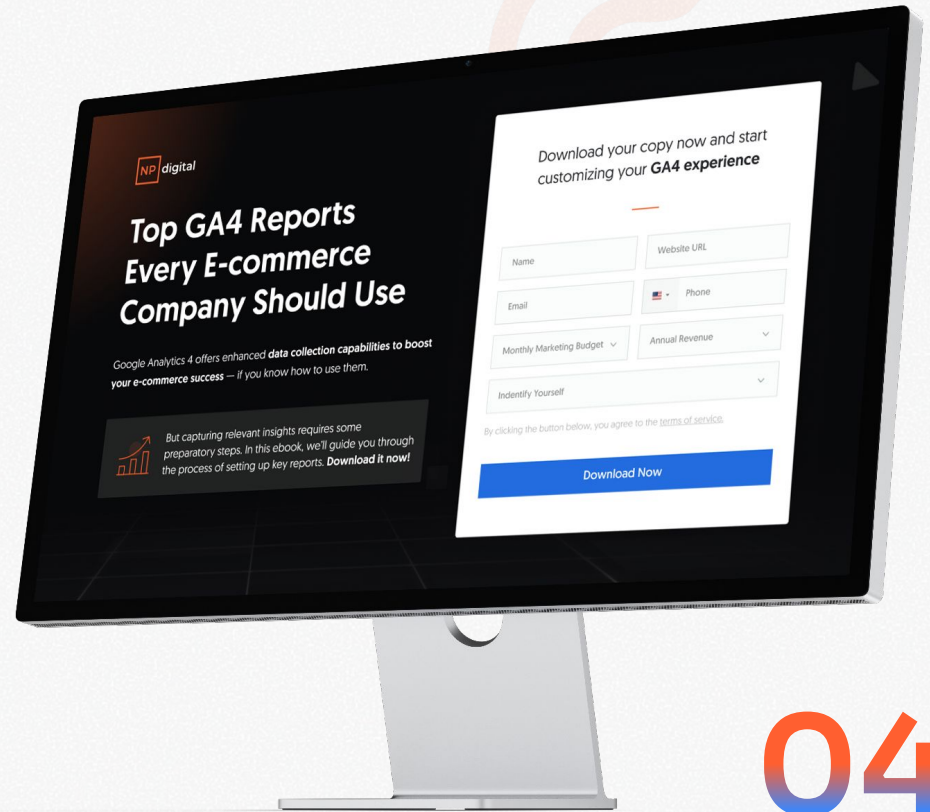 NP digital
Top GA4 Reports
Every E-commerce
Company Should Use
Google Analytics 4 offers enhanced data collection capabilities to boost
your e-commerce success — if you know how to use them.
But capturing relevant insights requires some
preparatory steps. In this ebook, we'll guide you through
the process of setting up key reports. Download it now!
Download your copy now and start
customizing your GA4 experience
Name
Website URL
Email
Phone
Monthly Marketing Budget
Annual Revenue
Indentify Yourself
By clicking the button below, you agree to the terms of service.
Download Now
04